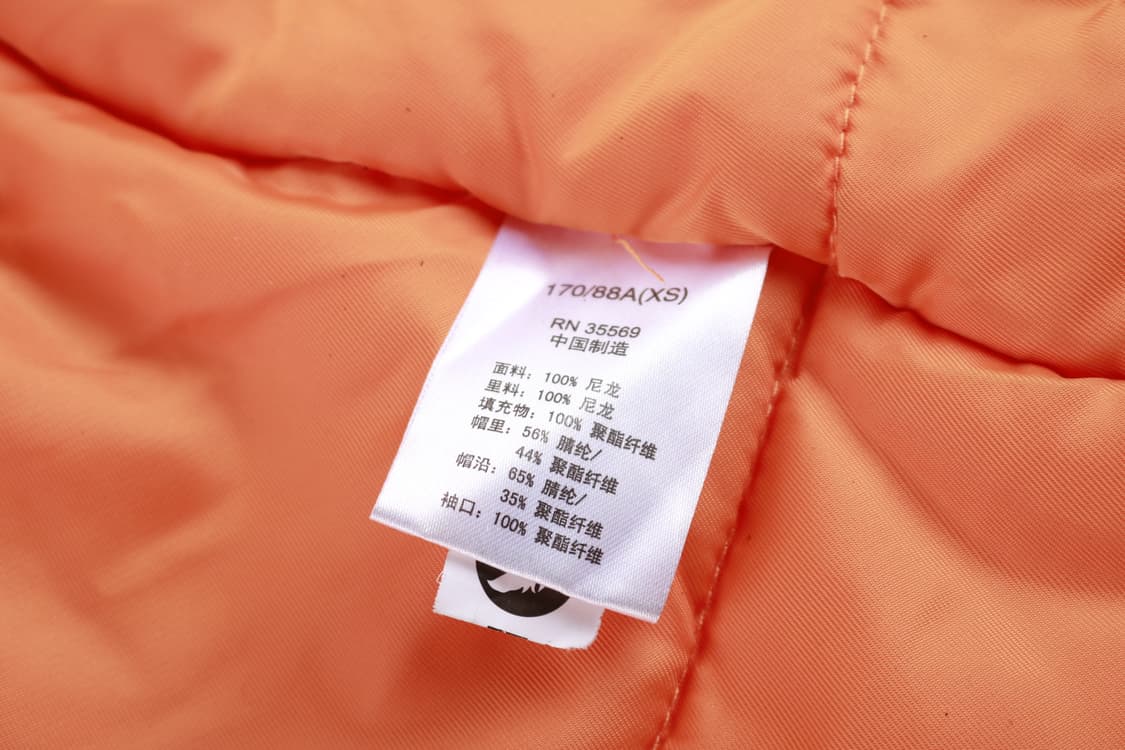 170/88A(XS)
RN 35569
中国制造
面料：100% 尼龙
里料：100% 尼龙
填充物：100% 聚酯纤维
帽里：56% 腈纶/
44% 聚酯纤维
帽沿：65% 腈纶/
35% 聚酯纤维
袖口：100% 聚酯纤维